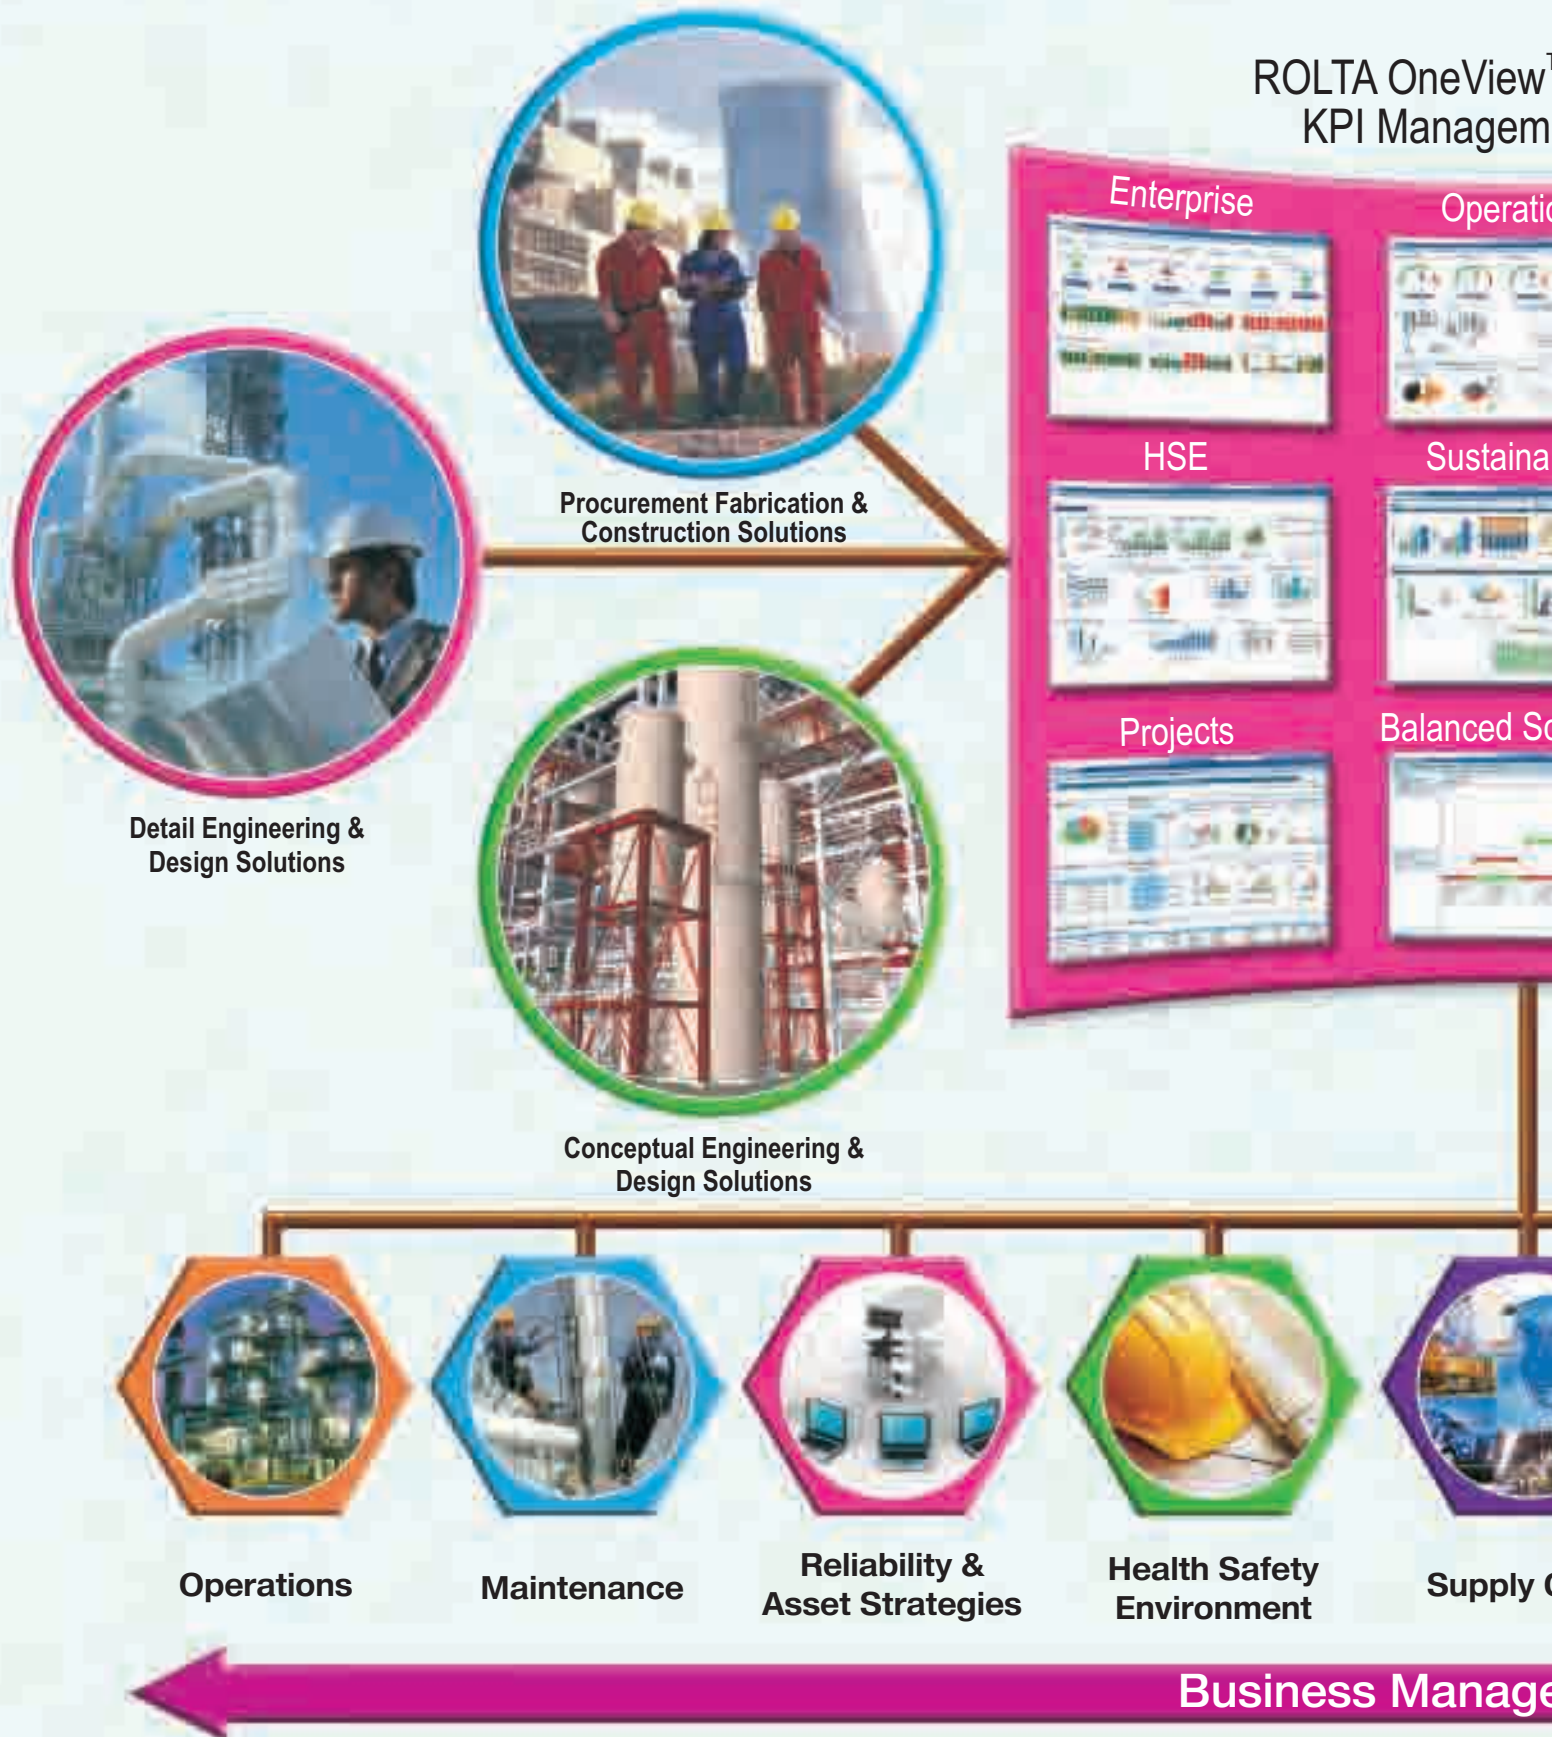 ROLTA OneView
KPI Managem
Enterprise
Operatio
HSE
Sustaina
Projects
Balanced Sc
Procurement Fabrication &
Construction Solutions
Detail Engineering &
Design Solutions
Conceptual Engineering &
Design Solutions
Operations
Maintenance
Reliability &
Asset Strategies
Health Safety
Environment
Supply C
Business Manage